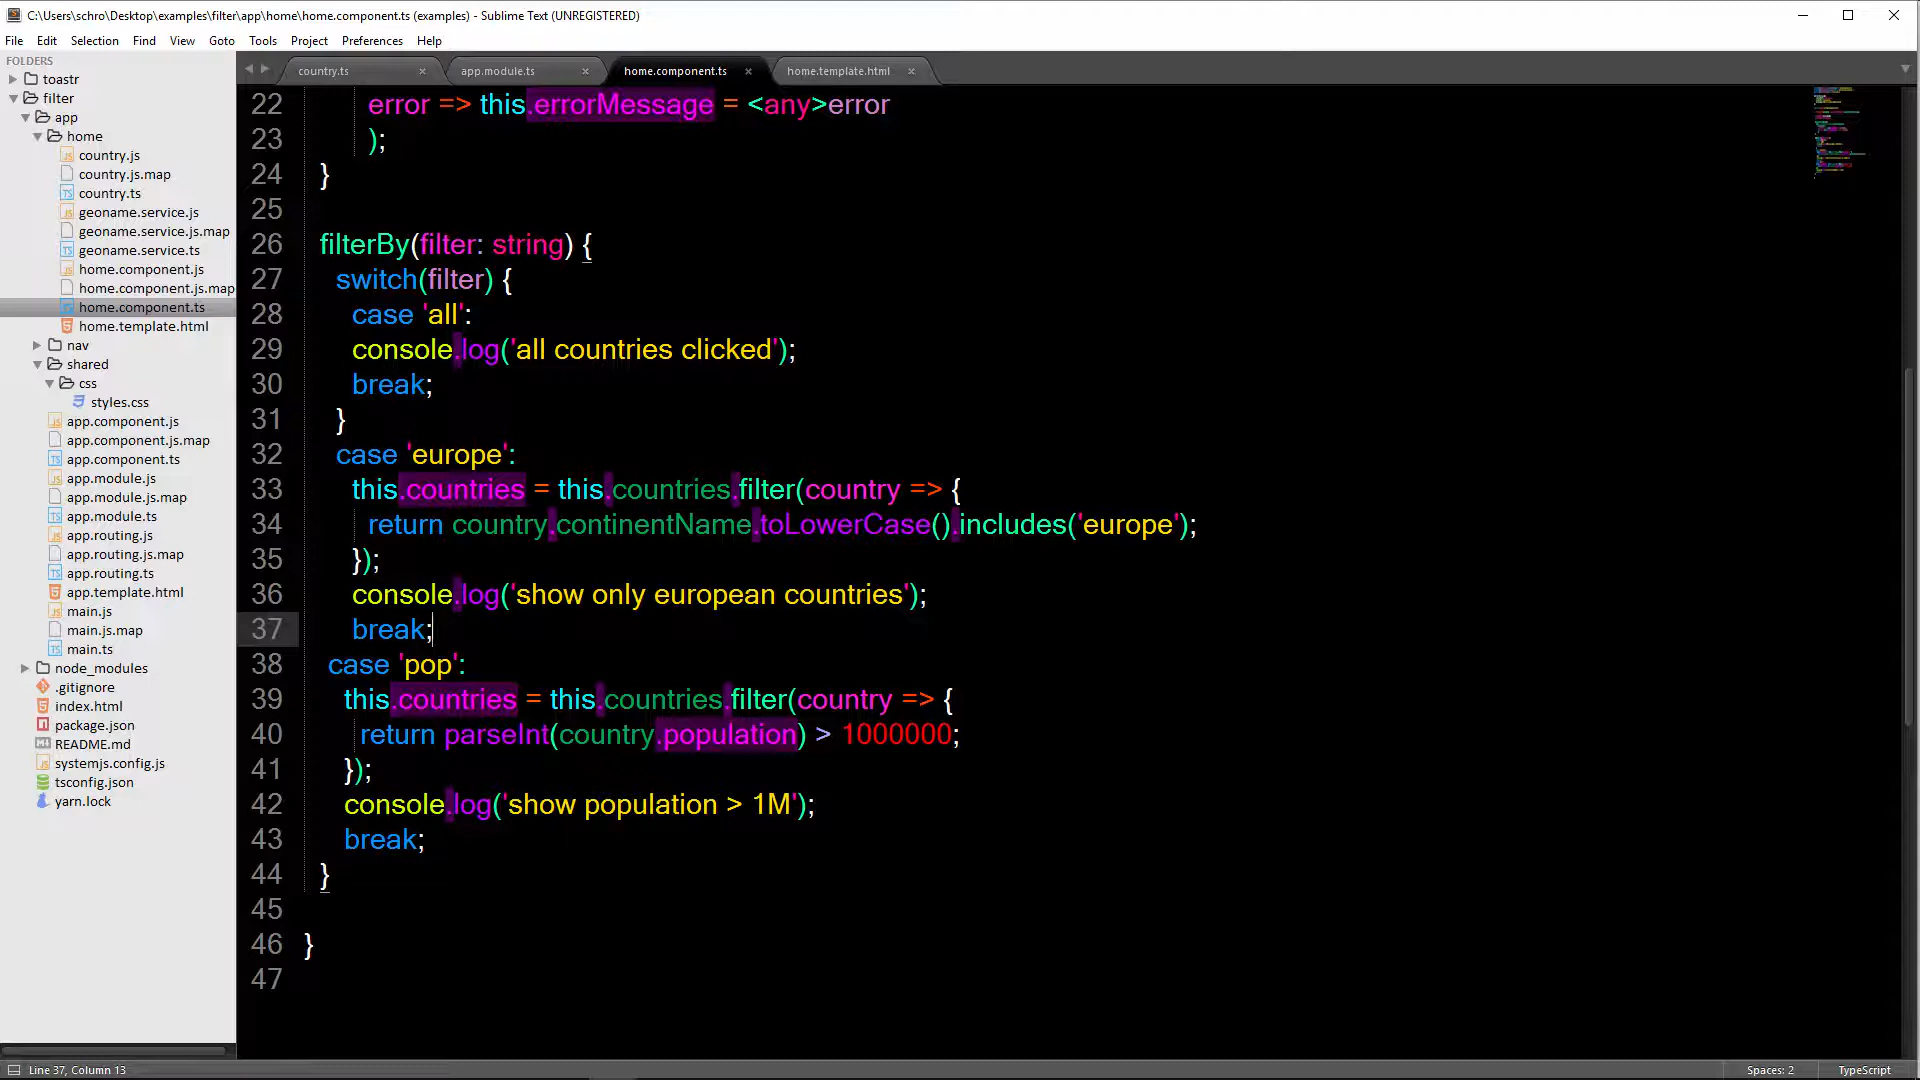 C:\Users\schro\Desktop\examples\filter\app\home\home.component.ts (examples) - Sublime Text (UNREGISTERED)
File Edit Selection Find View Goto Tools Project Preferences Help
FOLDERS
toastr
filter
app
home
country.js
country.js.map
country.ts
geoname.service.js
geoname.service.js.map
geoname.service.ts
home.component.js
home.component.js.map
home.component.ts
home.template.html
nav
shared
css
styles.css
app.component.js
app.component.js.map
app.component.ts
app.module.js
app.module.js.map
app.module.ts
app.routing.js
app.routing.js.map
app.routing.ts
app.template.html
main.js
main.js.map
main.ts
node_modules
.gitignore
index.html
package.json
README.md
systemjs.config.js
tsconfig.json
yarn.lock
country.ts app.module.ts home.component.ts home.template.html
22 error => this.errorMessage = <any>error
23 );
24 }
25
26 filterBy(filter: string) {
27 switch(filter) {
28 case 'all':
29 console.log('all countries clicked');
30 break;
31 }
32 case 'europe':
33 this.countries = this.countries.filter(country => {
34 return country.continentName.toLowerCase().includes('europe');
35 });
36 console.log('show only european countries');
37 break;
38 case 'pop':
39 this.countries = this.countries.filter(country => {
40 return parseInt(country.population) > 1000000;
41 });
42 console.log('show population > 1M');
43 break;
44 }
45
46 }
47
Line 37, Column 13 Spaces: 2 TypeScript